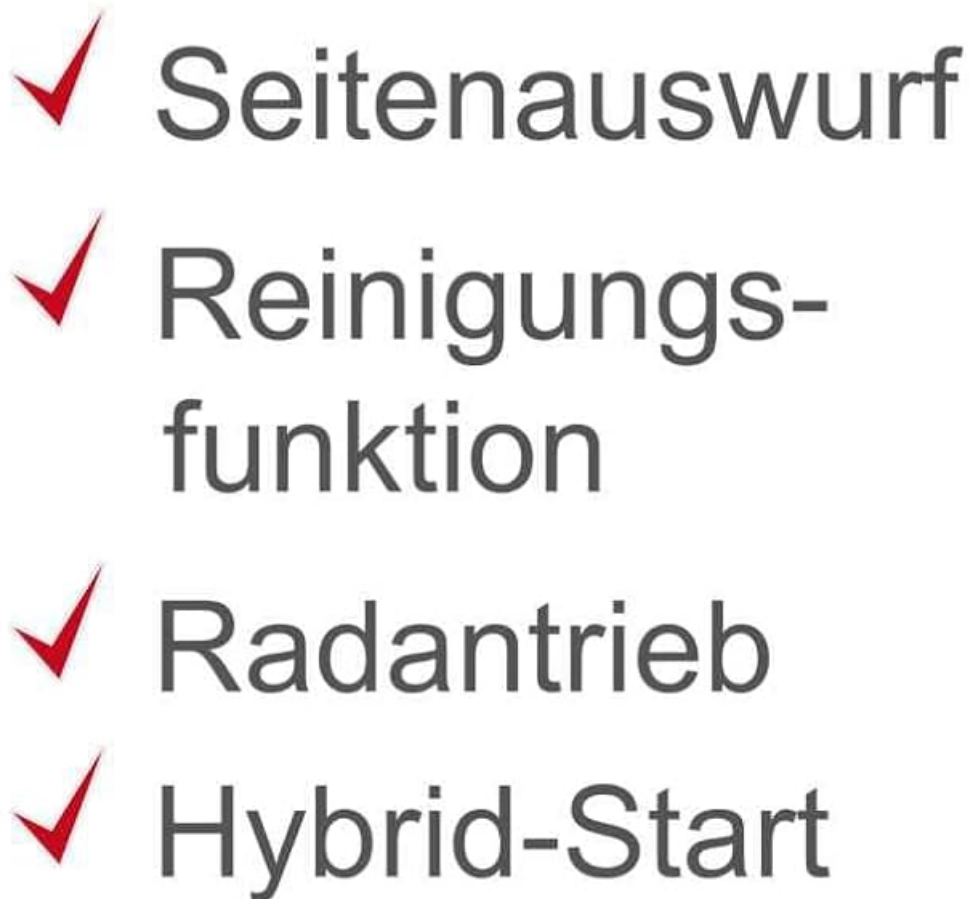 Seitenauswurf
Reinigungs-
funktion
Radantrieb
Hybrid-Start